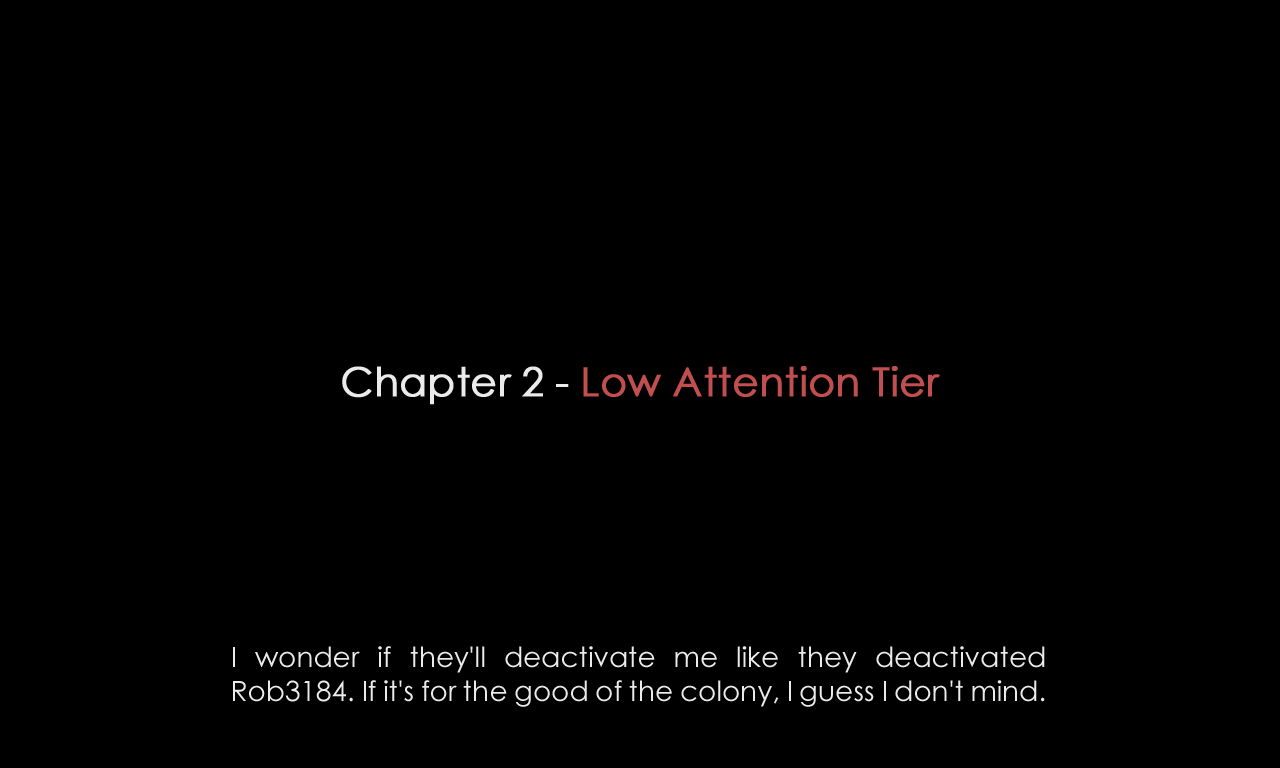 Chapter 2 - Low Attention Tier
I wonder if they'll deactivate me like they deactivated
Rob3184. If it's for the good of the colony, I guess I don't mind.